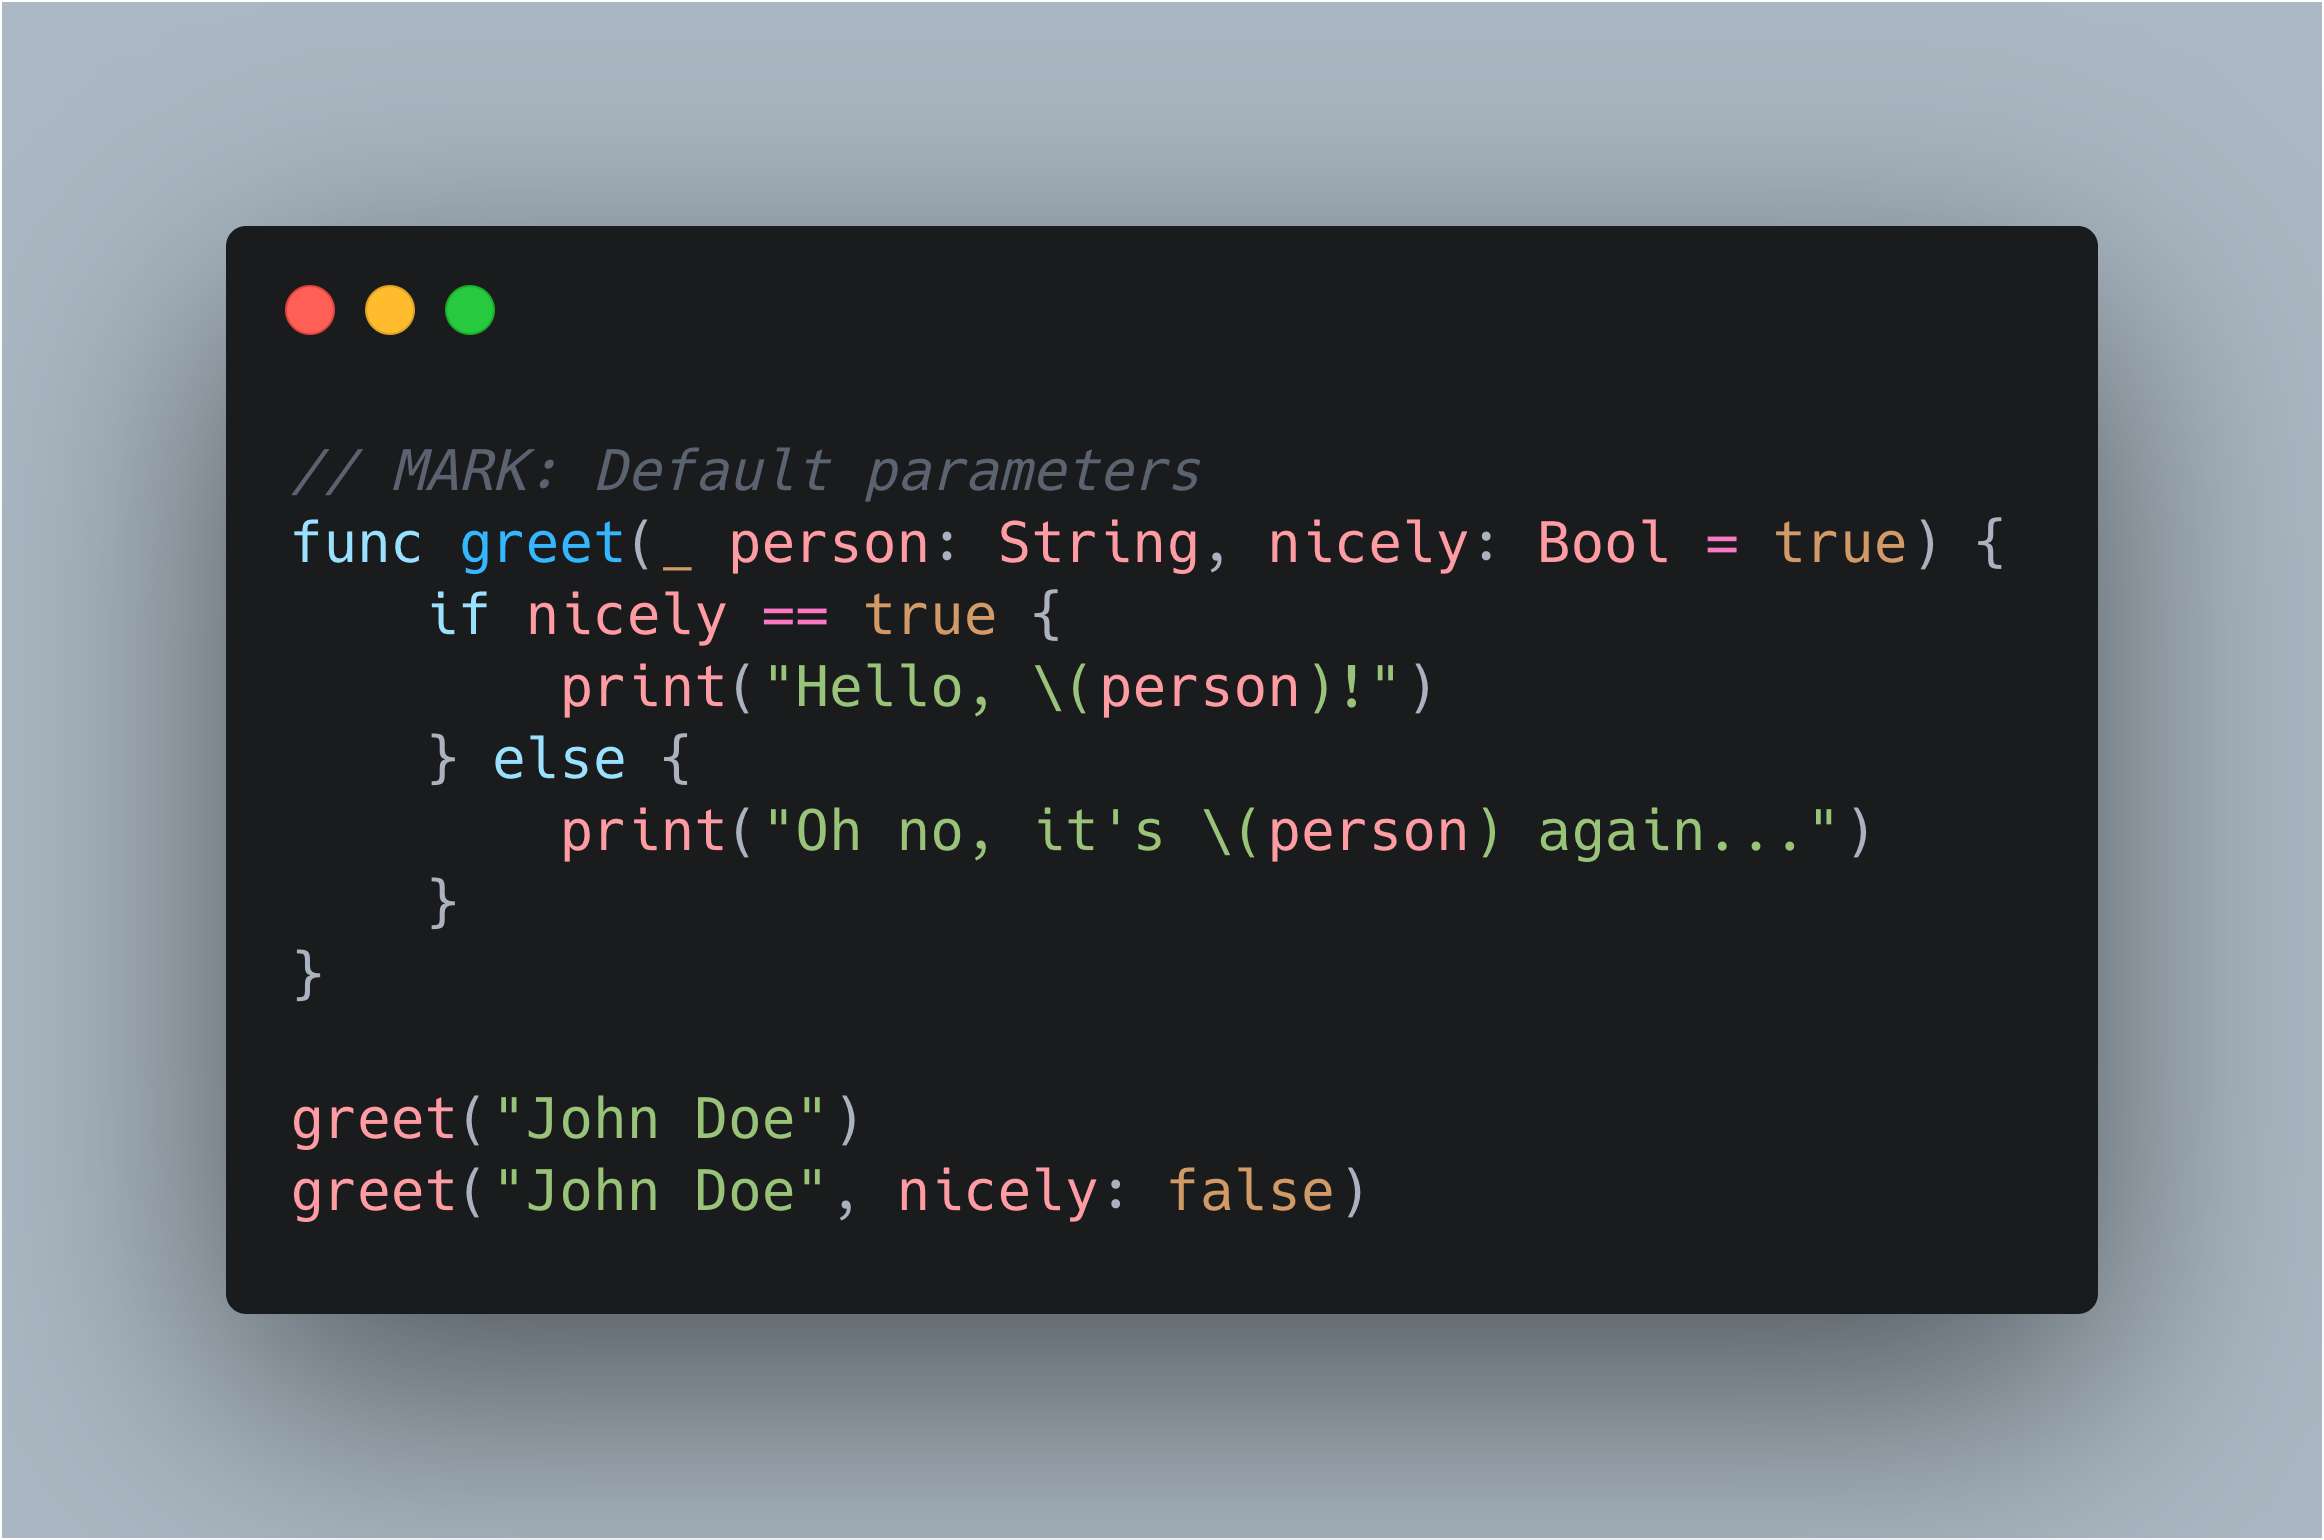 // MARK: Default parameters
func greet(_ person: String, nicely: Bool = true) {
    if nicely == true {
        print("Hello, \(person)!")
    } else {
        print("Oh no, it's \(person) again...")
    }
}

greet("John Doe")
greet("John Doe", nicely: false)